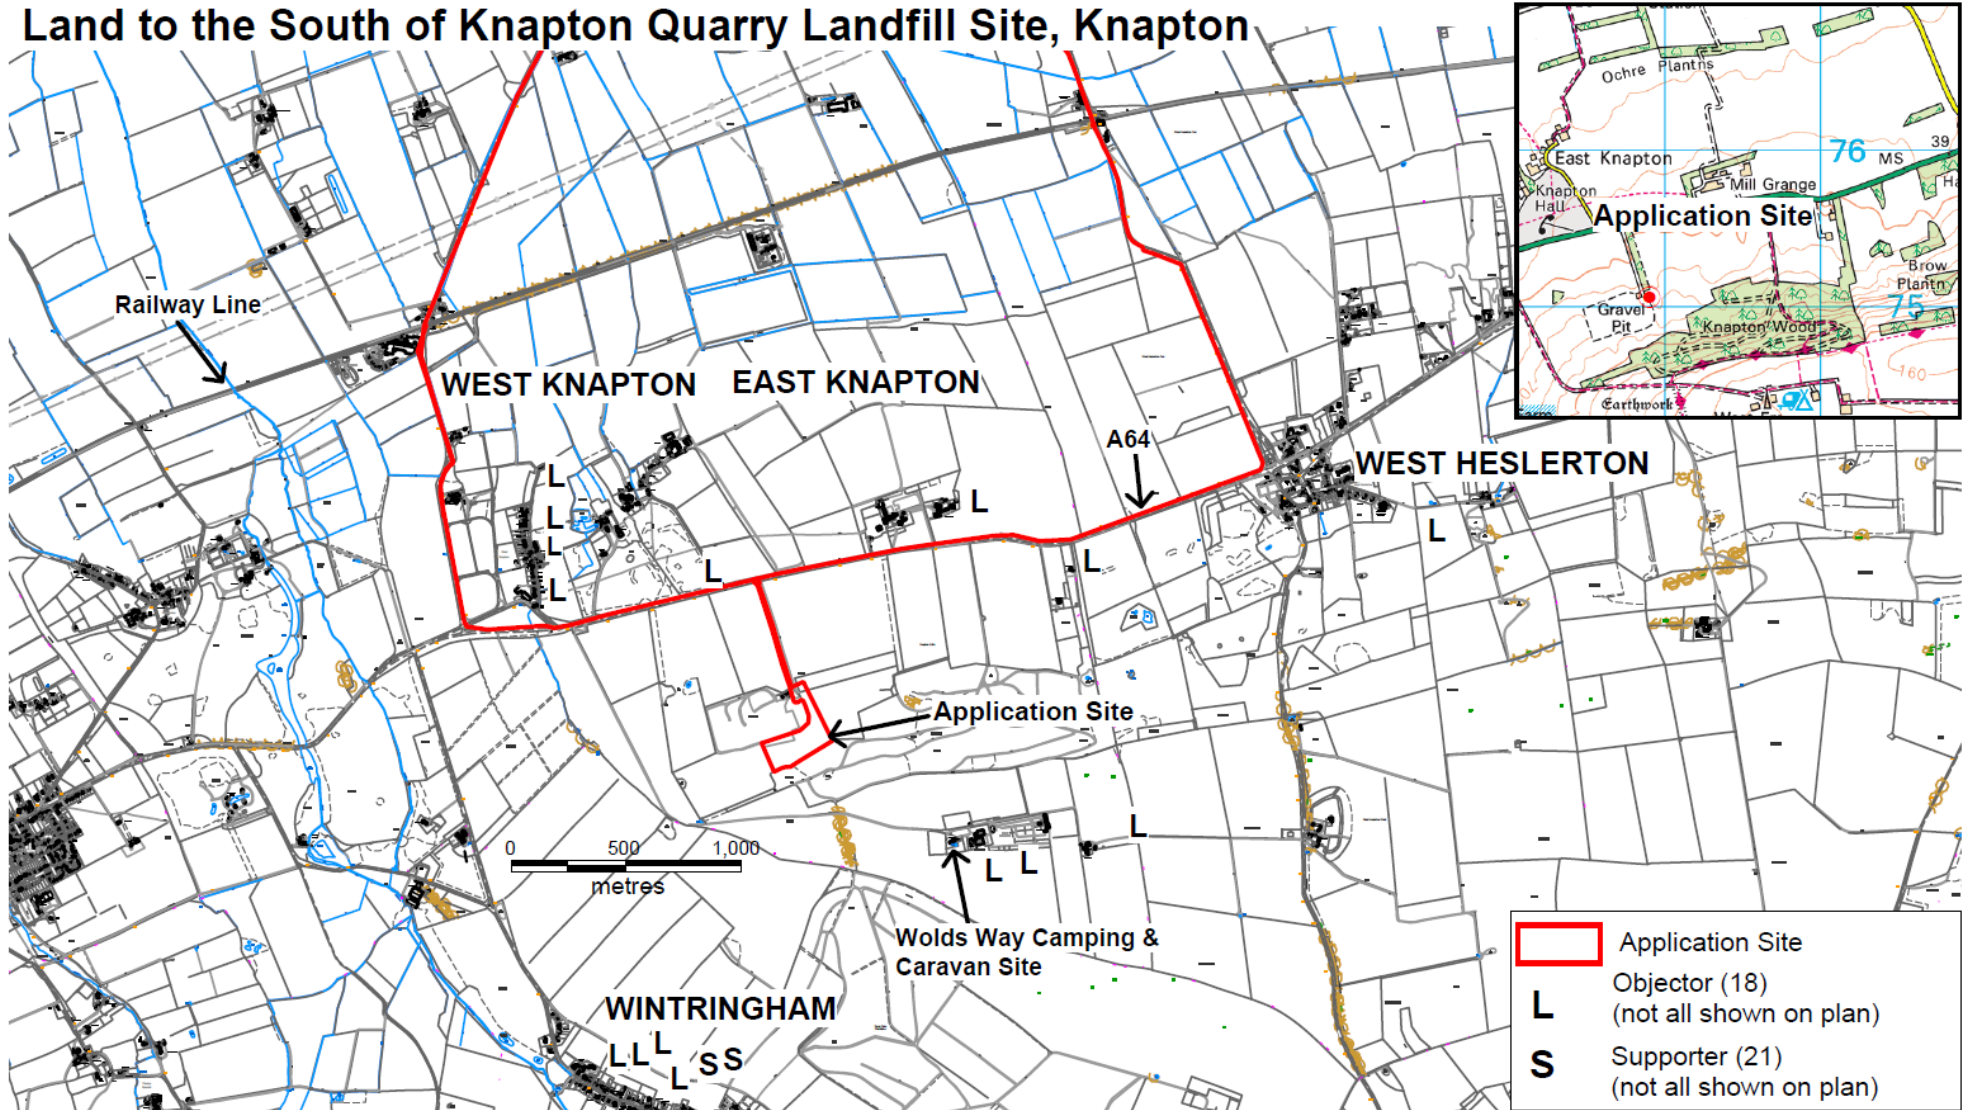 Land to the South of Knapton Quarry Landfill Site, Knapton
Ochre Plantns
76
MS
39
East Knapton
Knapton
Hall
Mill Grange
Application Site
Brow
Plantn
75
Gravel
Pit
Knapton Wood
160
Earthwork
Railway Line
WEST KNAPTON
EAST KNAPTON
A64
WEST HESLERTON
L
L
L
L
L
L
L
L
Application Site
0 500 1,000
metres
L
L
L
Wolds Way Camping &
Caravan Site
WINTRINGHAM
L
L
L
L
S
S
Application Site
L
Objector (18)
(not all shown on plan)
S
Supporter (21)
(not all shown on plan)